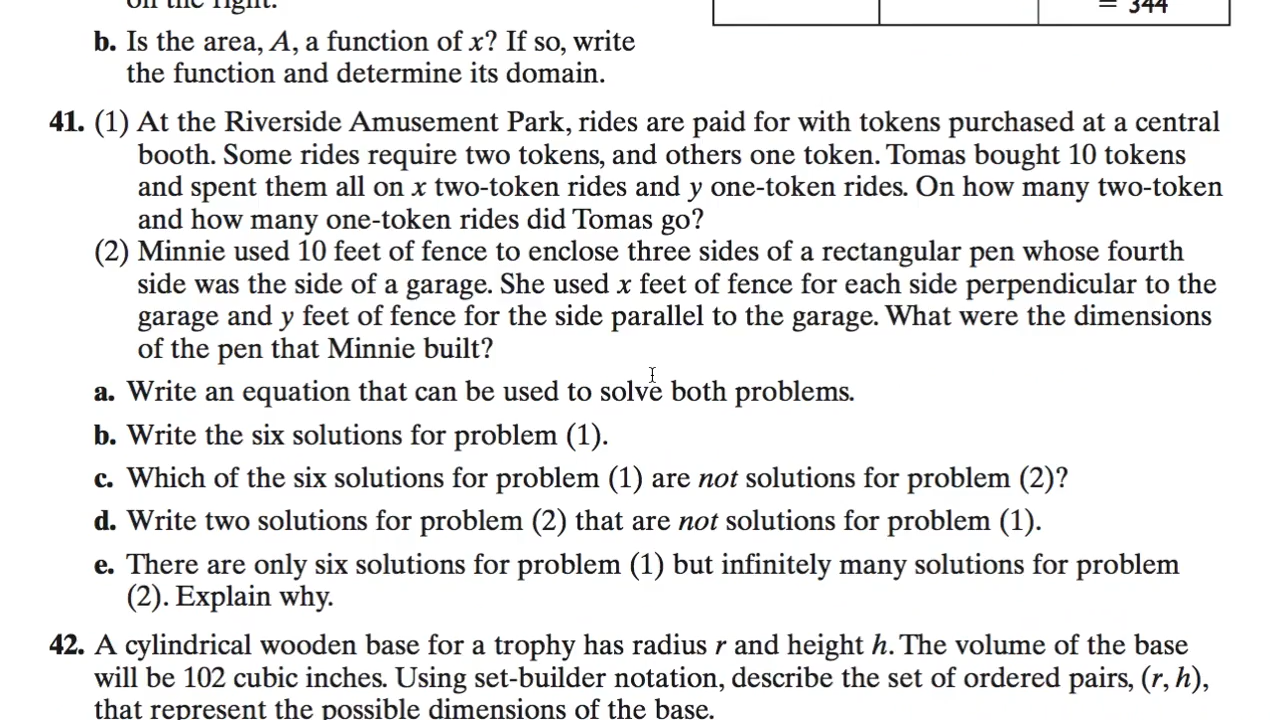 on the right.
= 344
b. Is the area, A, a function of x? If so, write
the function and determine its domain.
41. (1) At the Riverside Amusement Park, rides are paid for with tokens purchased at a central
booth. Some rides require two tokens, and others one token. Tomas bought 10 tokens
and spent them all on x two-token rides and y one-token rides. On how many two-token
and how many one-token rides did Tomas go?
(2) Minnie used 10 feet of fence to enclose three sides of a rectangular pen whose fourth
side was the side of a garage. She used x feet of fence for each side perpendicular to the
garage and y feet of fence for the side parallel to the garage. What were the dimensions
of the pen that Minnie built?
a. Write an equation that can be used to solve both problems.
b. Write the six solutions for problem (1).
c. Which of the six solutions for problem (1) are not solutions for problem (2)?
d. Write two solutions for problem (2) that are not solutions for problem (1).
e. There are only six solutions for problem (1) but infinitely many solutions for problem
(2). Explain why.
42. A cylindrical wooden base for a trophy has radius r and height h. The volume of the base
will be 102 cubic inches. Using set-builder notation, describe the set of ordered pairs, (r, h),
that represent the possible dimensions of the base.